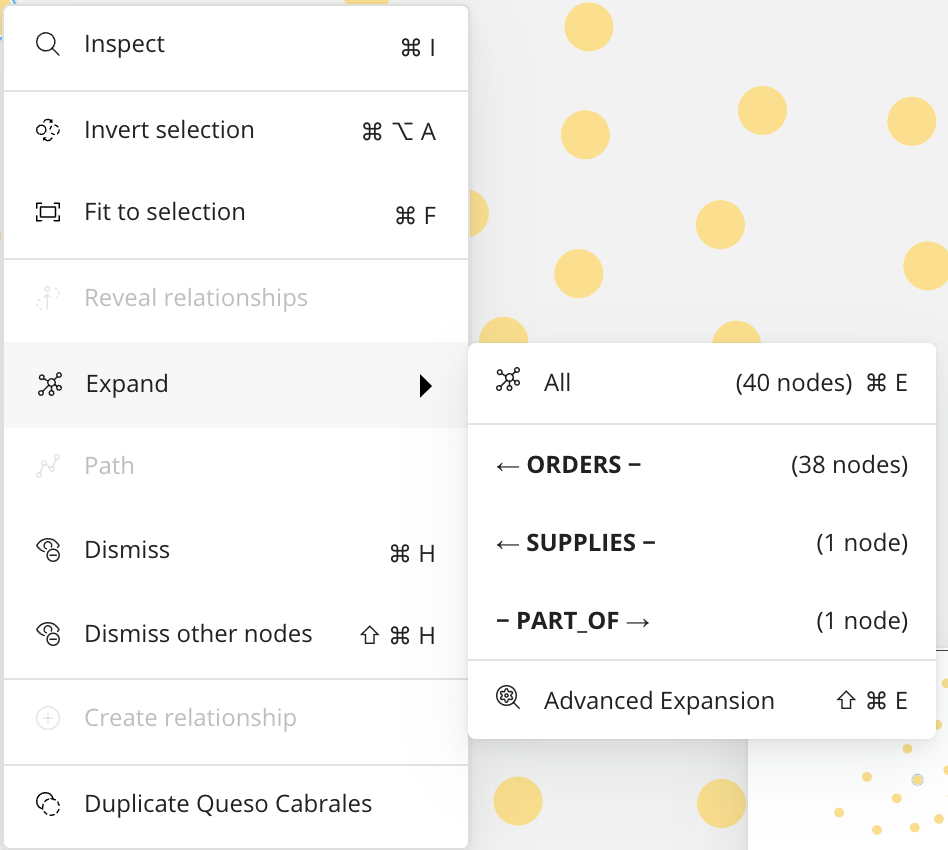 Inspect ⌘ I
Invert selection ⌘ ⌥ A
Fit to selection ⌘ F
Reveal relationships
Expand
Path
Dismiss ⌘ H
Dismiss other nodes ⇧ ⌘ H
Create relationship
Duplicate Queso Cabrales
All (40 nodes) ⌘ E
← ORDERS – (38 nodes)
← SUPPLIES – (1 node)
– PART_OF → (1 node)
Advanced Expansion ⇧ ⌘ E